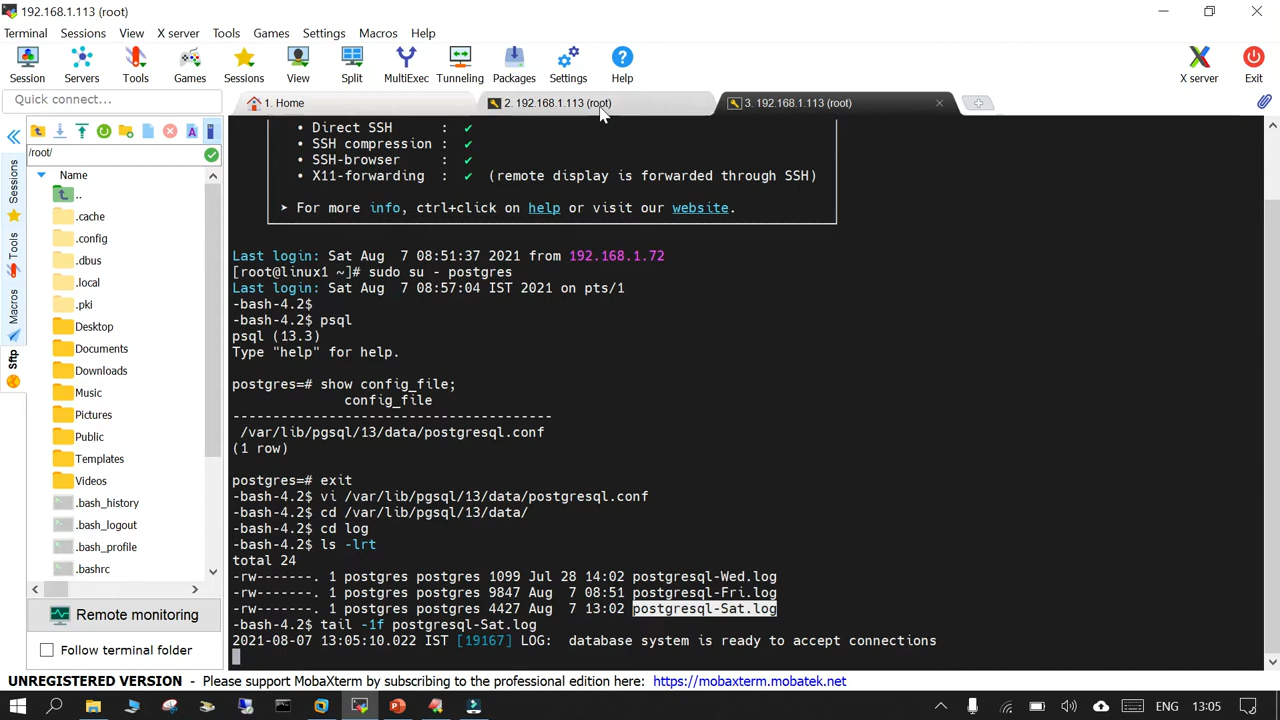 192.168.1.113 (root)
Terminal Sessions View X server Tools Games Settings Macros Help
Session Servers Tools Games Sessions View Split MultiExec Tunneling Packages Settings Help X server Exit
Quick connect...
1. Home
2. 192.168.1.113 (root)
3. 192.168.1.113 (root)
/root/
Name
..
.cache
.config
.dbus
.local
.pki
Desktop
Documents
Downloads
Music
Pictures
Public
Templates
Videos
.bash_history
.bash_logout
.bash_profile
.bashrc
Sessions
Tools
Macros
Sftp
Remote monitoring
Follow terminal folder
• Direct SSH : ✔
• SSH compression : ✔
• SSH-browser : ✔
• X11-forwarding : ✔ (remote display is forwarded through SSH)
➤ For more info, ctrl+click on help or visit our website.
Last login: Sat Aug 7 08:51:37 2021 from 192.168.1.72
[root@linux1 ~]# sudo su - postgres
Last login: Sat Aug 7 08:57:04 IST 2021 on pts/1
-bash-4.2$
-bash-4.2$ psql
psql (13.3)
Type "help" for help.
postgres=# show config_file;
config_file
----------------------------------------
/var/lib/pgsql/13/data/postgresql.conf
(1 row)
postgres=# exit
-bash-4.2$ vi /var/lib/pgsql/13/data/postgresql.conf
-bash-4.2$ cd /var/lib/pgsql/13/data/
-bash-4.2$ cd log
-bash-4.2$ ls -lrt
total 24
-rw-------. 1 postgres postgres 1099 Jul 28 14:02 postgresql-Wed.log
-rw-------. 1 postgres postgres 9847 Aug 7 08:51 postgresql-Fri.log
-rw-------. 1 postgres postgres 4427 Aug 7 13:02 postgresql-Sat.log
-bash-4.2$ tail -1f postgresql-Sat.log
2021-08-07 13:05:10.022 IST [19167] LOG: database system is ready to accept connections
UNREGISTERED VERSION - Please support MobaXterm by subscribing to the professional edition here: https://mobaxterm.mobatek.net
ENG 13:05